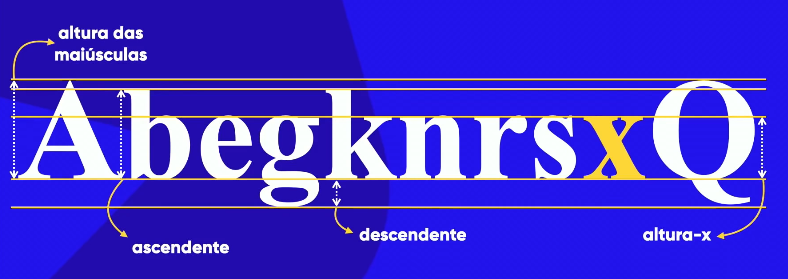 altura das
maiúsculas
AbegknrsxQ
ascendente
descendente
altura-x